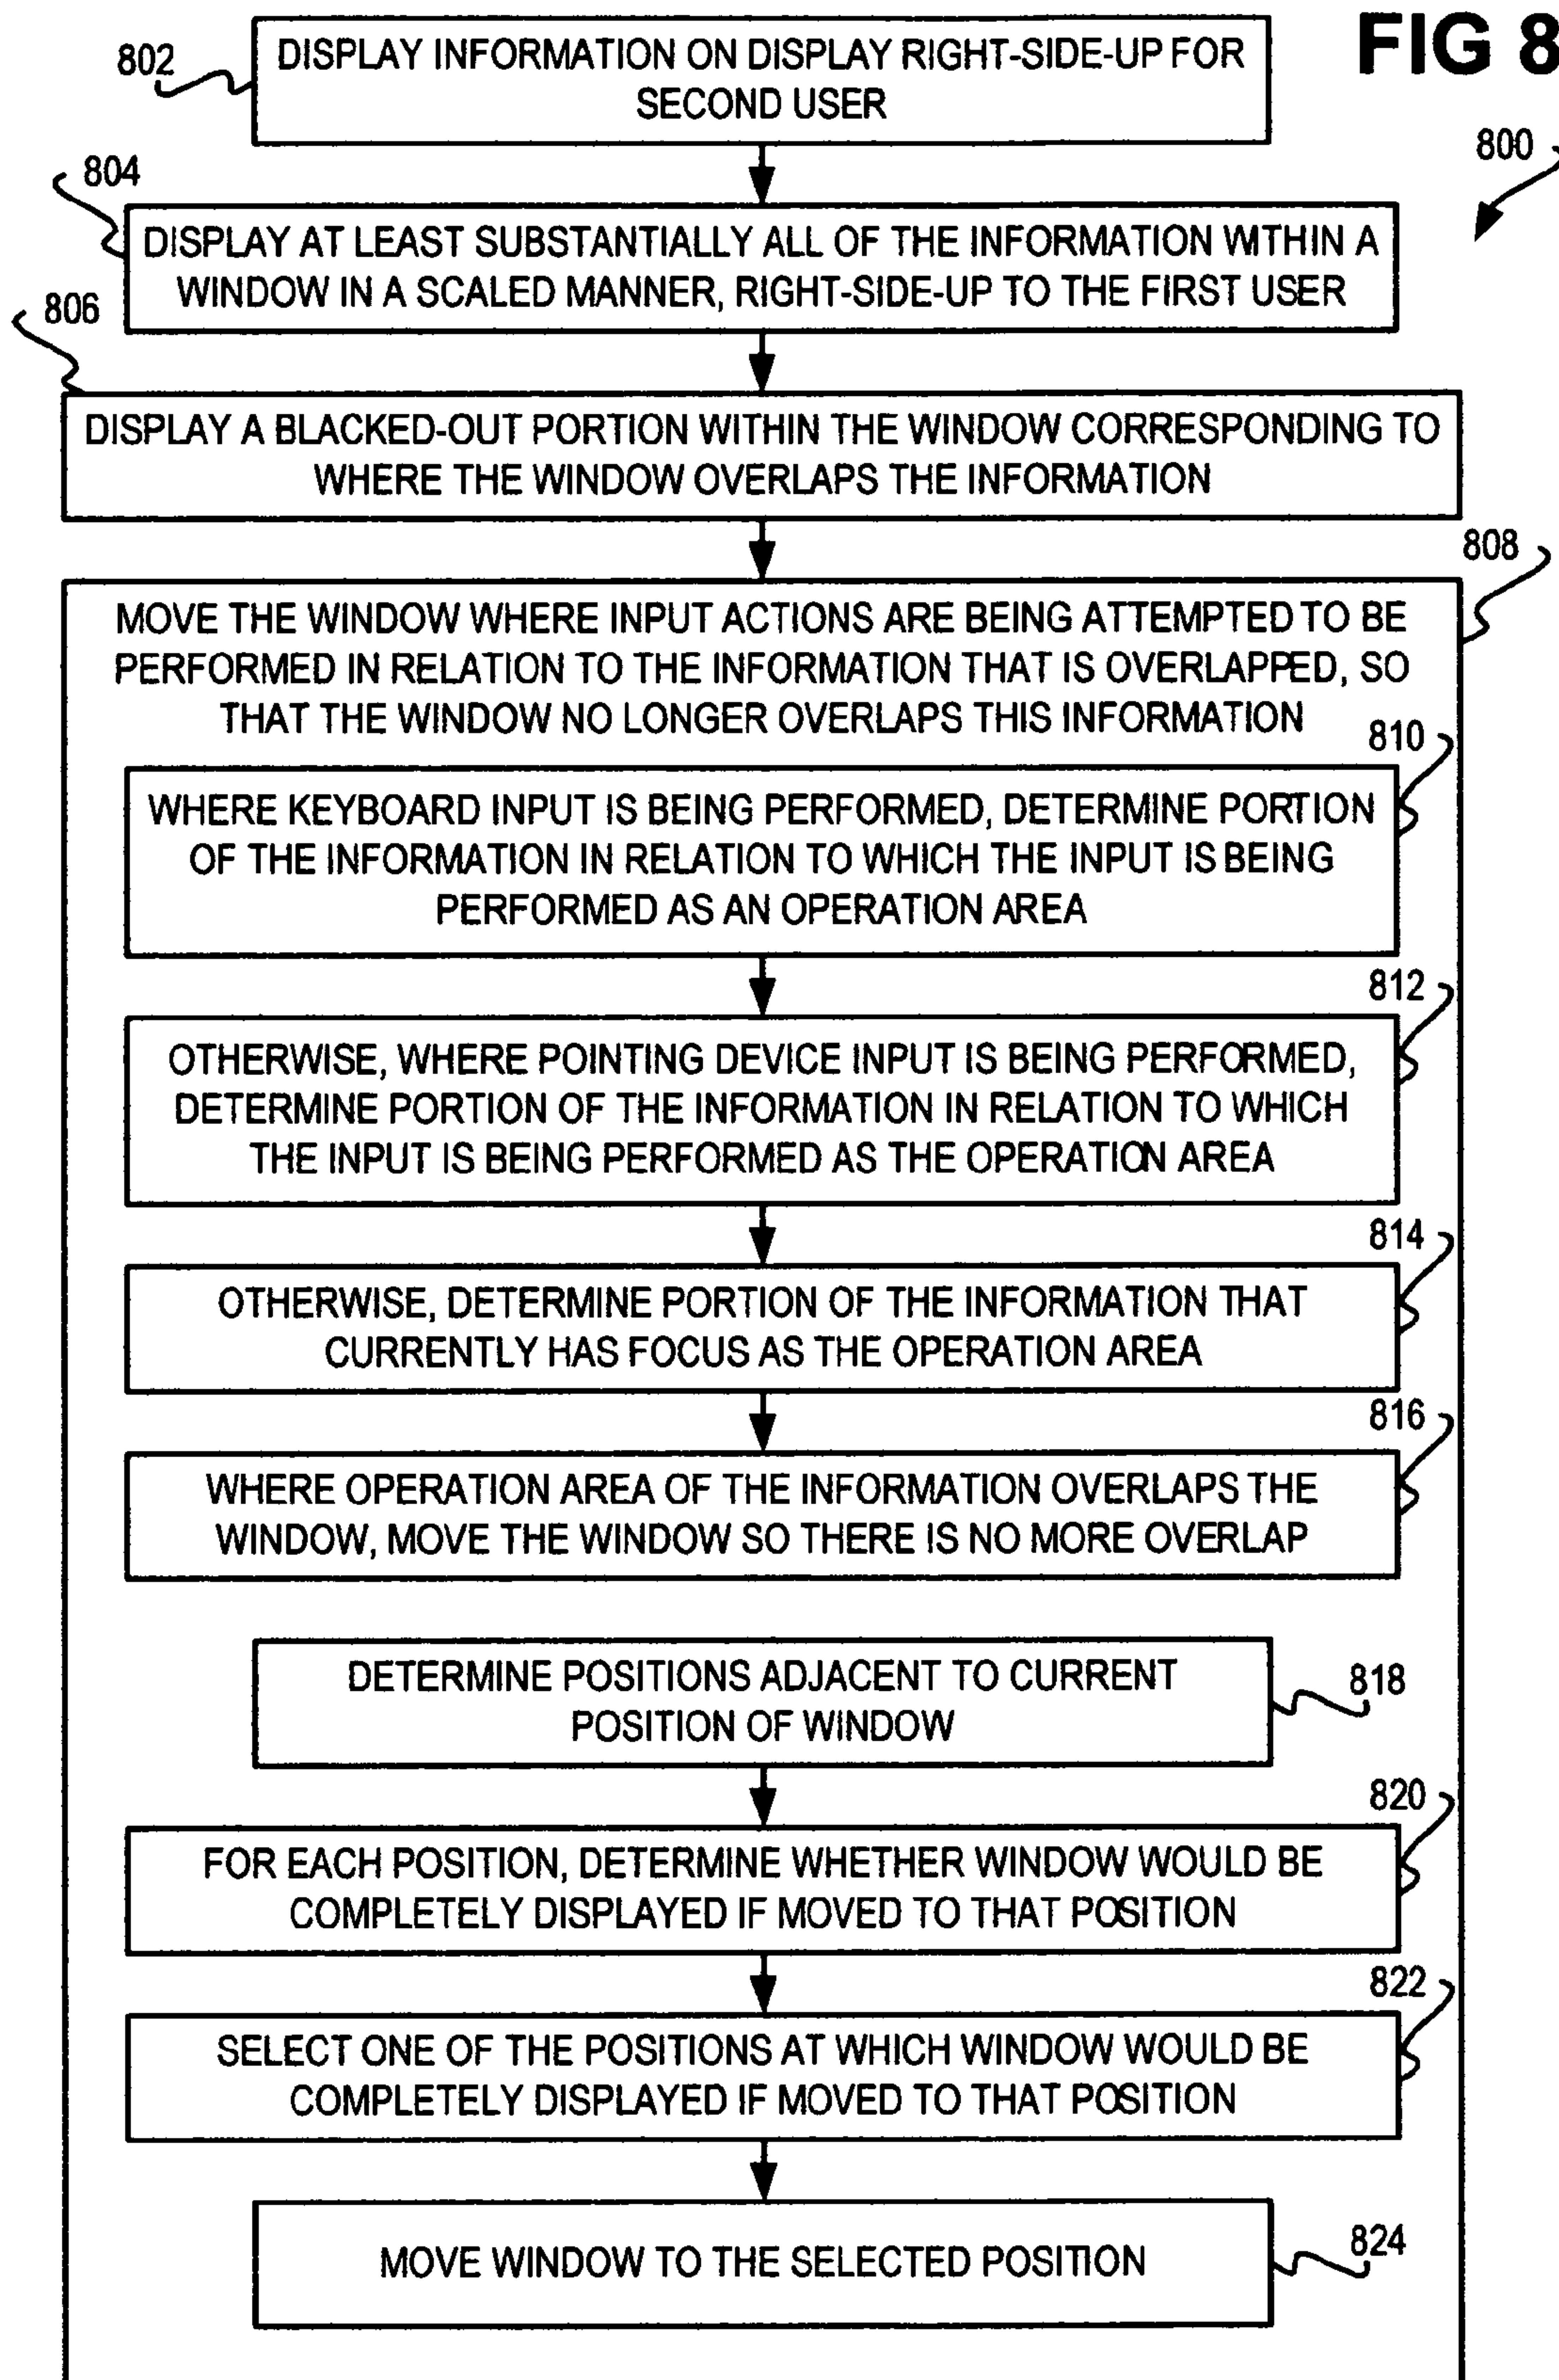 FIG 8
800
802
DISPLAY INFORMATION ON DISPLAY RIGHT-SIDE-UP FOR
SECOND USER
804
DISPLAY AT LEAST SUBSTANTIALLY ALL OF THE INFORMATION WITHIN A
WINDOW IN A SCALED MANNER, RIGHT-SIDE-UP TO THE FIRST USER
806
DISPLAY A BLACKED-OUT PORTION WITHIN THE WINDOW CORRESPONDING TO
WHERE THE WINDOW OVERLAPS THE INFORMATION
808
MOVE THE WINDOW WHERE INPUT ACTIONS ARE BEING ATTEMPTED TO BE
PERFORMED IN RELATION TO THE INFORMATION THAT IS OVERLAPPED, SO
THAT THE WINDOW NO LONGER OVERLAPS THIS INFORMATION
810
WHERE KEYBOARD INPUT IS BEING PERFORMED, DETERMINE PORTION
OF THE INFORMATION IN RELATION TO WHICH THE INPUT IS BEING
PERFORMED AS AN OPERATION AREA
812
OTHERWISE, WHERE POINTING DEVICE INPUT IS BEING PERFORMED,
DETERMINE PORTION OF THE INFORMATION IN RELATION TO WHICH
THE INPUT IS BEING PERFORMED AS THE OPERATION AREA
814
OTHERWISE, DETERMINE PORTION OF THE INFORMATION THAT
CURRENTLY HAS FOCUS AS THE OPERATION AREA
816
WHERE OPERATION AREA OF THE INFORMATION OVERLAPS THE
WINDOW, MOVE THE WINDOW SO THERE IS NO MORE OVERLAP
DETERMINE POSITIONS ADJACENT TO CURRENT
POSITION OF WINDOW
818
820
FOR EACH POSITION, DETERMINE WHETHER WINDOW WOULD BE
COMPLETELY DISPLAYED IF MOVED TO THAT POSITION
822
SELECT ONE OF THE POSITIONS AT WHICH WINDOW WOULD BE
COMPLETELY DISPLAYED IF MOVED TO THAT POSITION
MOVE WINDOW TO THE SELECTED POSITION
824